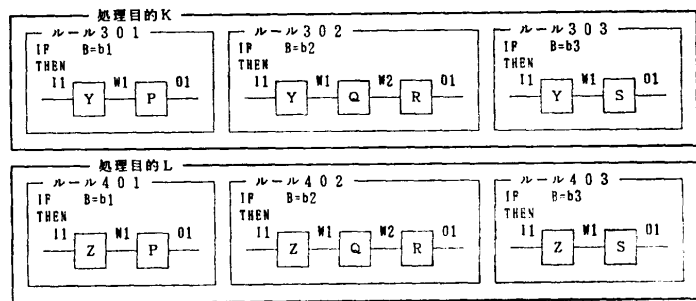 処理目的K
ルール301
IF B=b1
THEN
I1 W1 O1
Y P
ルール302
IF B=b2
THEN
I1 W1 W2 O1
Y Q R
ルール303
IF B=b3
THEN
I1 W1 O1
Y S
処理目的L
ルール401
IF B=b1
THEN
I1 W1 O1
Z P
ルール402
IF B=b2
THEN
I1 W1 W2 O1
Z Q R
ルール403
IF B=b3
THEN
I1 W1 O1
Z S